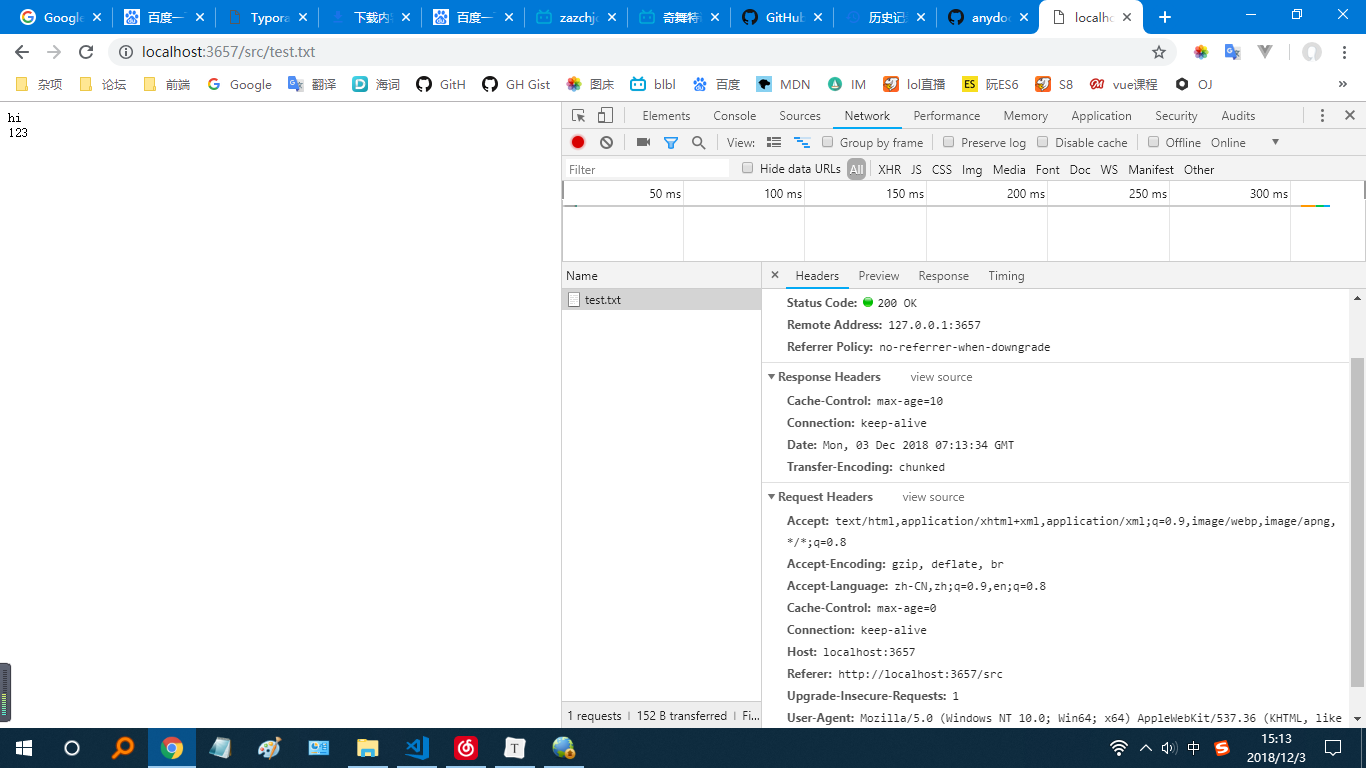 Google 百度一 Typora 下载内 百度一 zazchjc 奇舞特 GitHub 历史记 anydo localho
localhost:3657/src/test.txt
杂项 论坛 前端 Google 翻译 海词 GitH GH Gist 图床 blbl 百度 MDN IM lol直播 阮ES6 S8 vue课程 OJ »
hi
123
Elements Console Sources Network Performance Memory Application Security Audits
View: Group by frame Preserve log Disable cache Offline Online
Filter Hide data URLs All XHR JS CSS Img Media Font Doc WS Manifest Other
50 ms 100 ms 150 ms 200 ms 250 ms 300 ms
Name Headers Preview Response Timing
test.txt
Status Code: 200 OK
Remote Address: 127.0.0.1:3657
Referrer Policy: no-referrer-when-downgrade
Response Headers view source
Cache-Control: max-age=10
Connection: keep-alive
Date: Mon, 03 Dec 2018 07:13:34 GMT
Transfer-Encoding: chunked
Request Headers view source
Accept: text/html,application/xhtml+xml,application/xml;q=0.9,image/webp,image/apng,
*/*;q=0.8
Accept-Encoding: gzip, deflate, br
Accept-Language: zh-CN,zh;q=0.9,en;q=0.8
Cache-Control: max-age=0
Connection: keep-alive
Host: localhost:3657
Referer: http://localhost:3657/src
Upgrade-Insecure-Requests: 1
User-Agent: Mozilla/5.0 (Windows NT 10.0; Win64; x64) AppleWebKit/537.36 (KHTML, like
1 requests | 152 B transferred | Fi...
中 15:13
2018/12/3